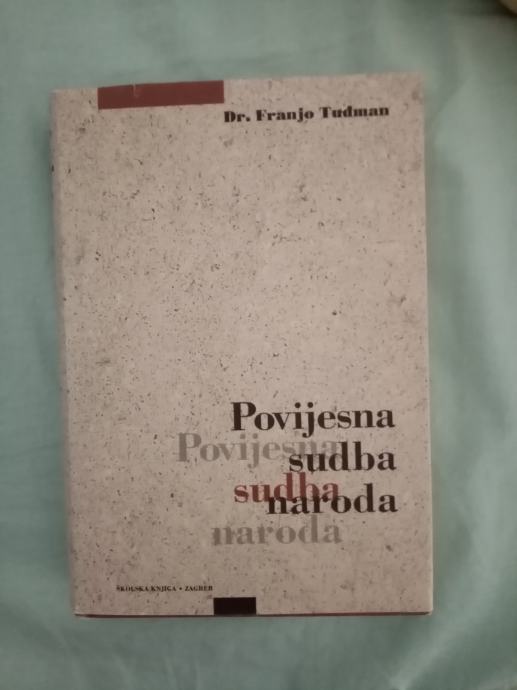 Dr. Franjo Tuđman
Povijesna
Povijesna
sudba
sudba
naroda
naroda
ŠKOLSKA KNJIGA • ZAGREB